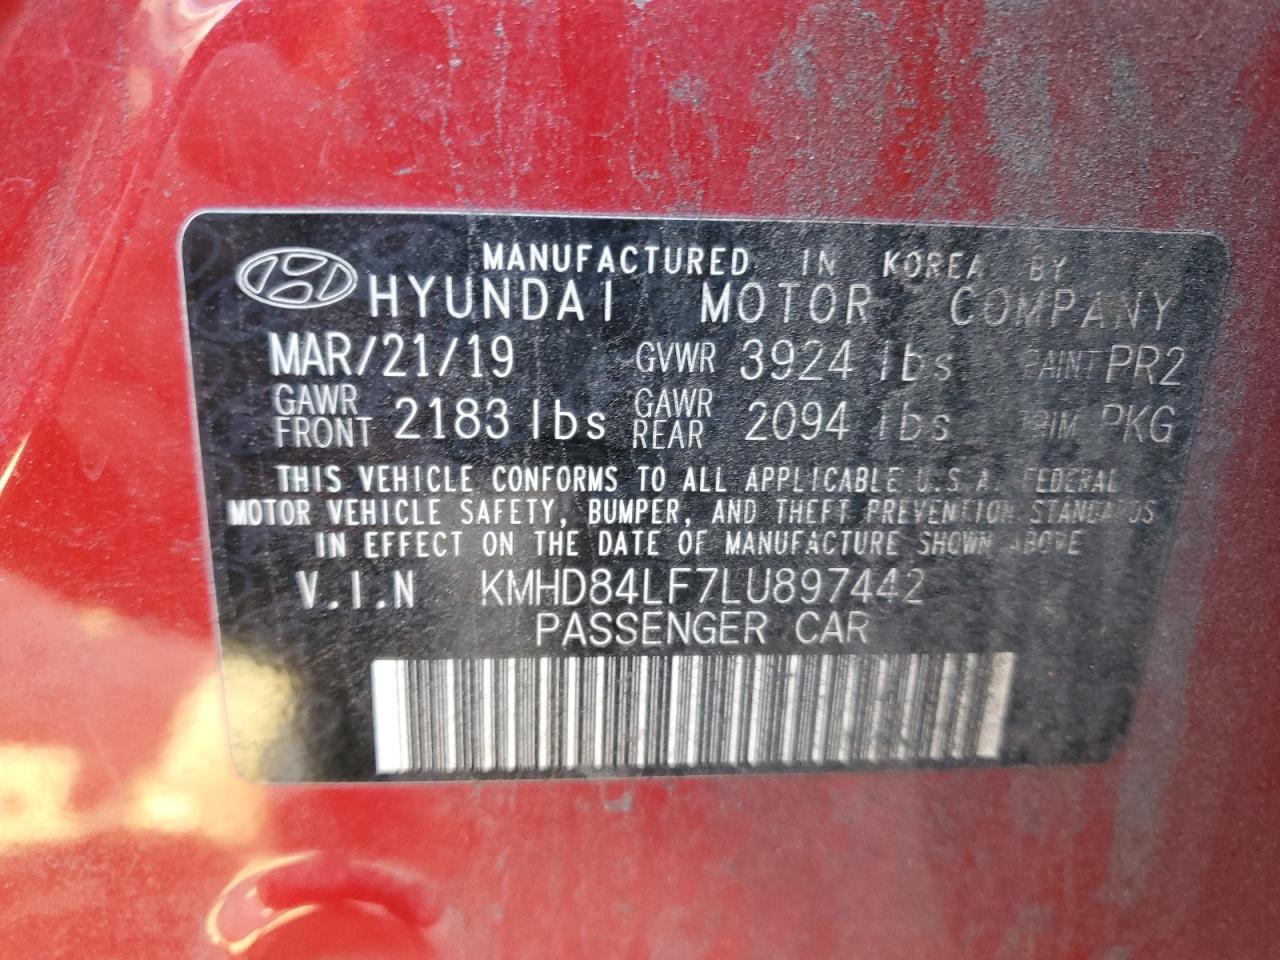 MANUFACTURED IN KOREA BY
HYUNDAI MOTOR COMPANY
MAR/21/19 GVWR 3924 lbs PAINT PR2
GAWR FRONT 2183 lbs GAWR REAR 2094 lbs TRIM PKG
THIS VEHICLE CONFORMS TO ALL APPLICABLE U.S.A. FEDERAL
MOTOR VEHICLE SAFETY, BUMPER, AND THEFT PREVENTION STANDARDS
IN EFFECT ON THE DATE OF MANUFACTURE SHOWN ABOVE
V.I.N KMHD84LF7LU897442
PASSENGER CAR